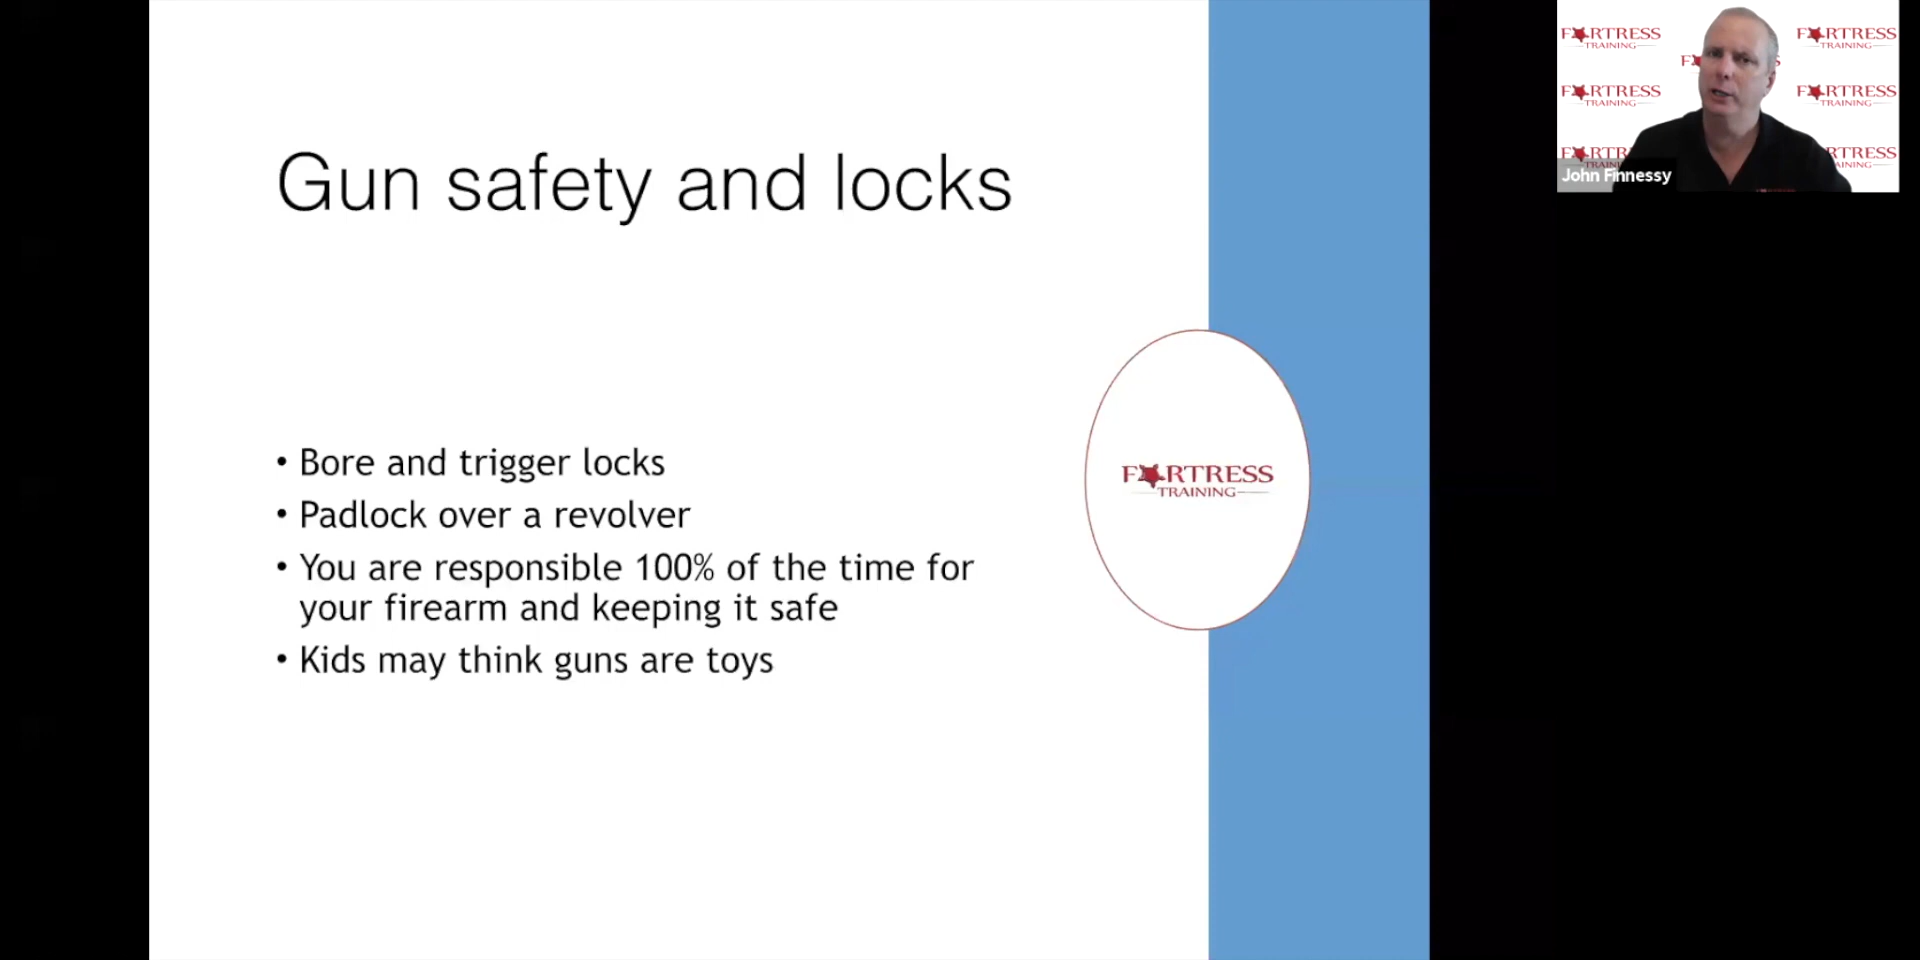 Gun safety and locks
• Bore and trigger locks
• Padlock over a revolver
• You are responsible 100% of the time for
your firearm and keeping it safe
• Kids may think guns are toys
FORTRESS
TRAINING
FORTRESS
TRAINING
FORTRESS
TRAINING
FORTRESS
TRAINING
FORTRESS
TRAINING
John Finnessy